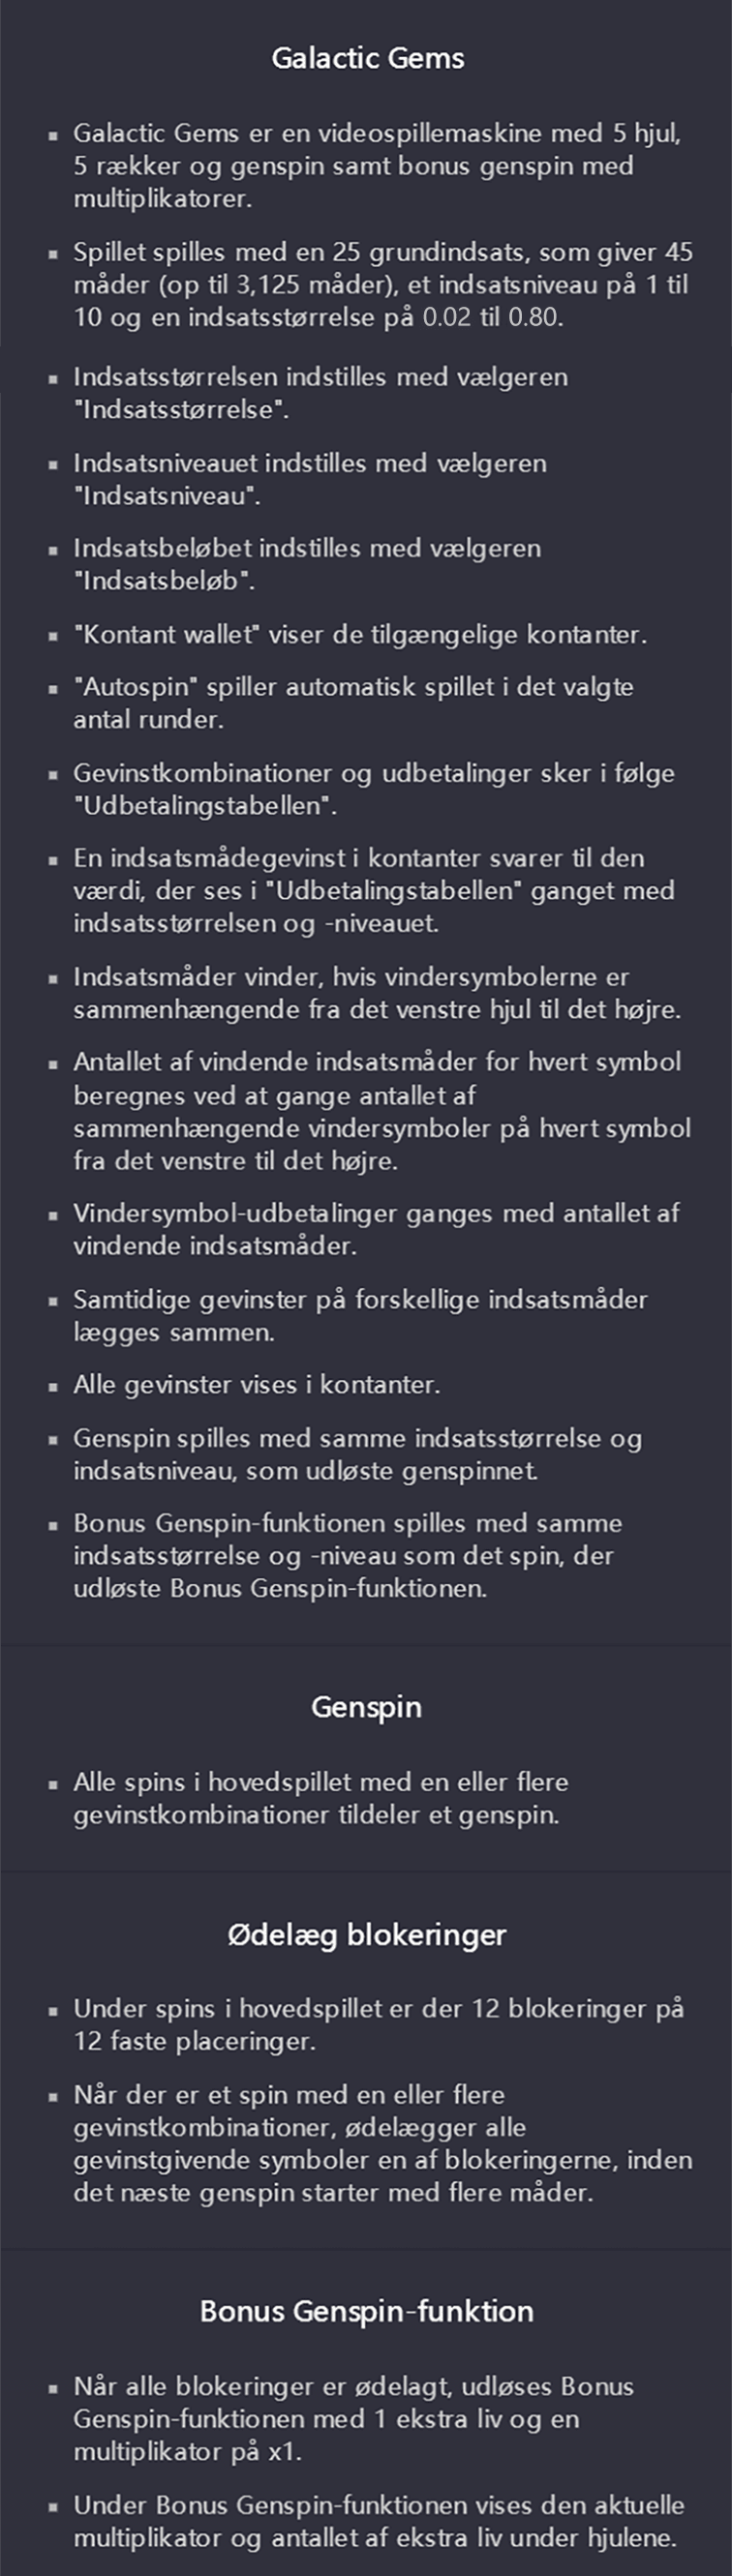 Galactic Gems
▪ Galactic Gems er en videospillemaskine med 5 hjul,
5 rækker og genspin samt bonus genspin med
multiplikatorer.
▪ Spillet spilles med en 25 grundindsats, som giver 45
måder (op til 3,125 måder), et indsatsniveau på 1 til
10 og en indsatsstørrelse på 0.02 til 0.80.
▪ Indsatsstørrelsen indstilles med vælgeren
"Indsatsstørrelse".
▪ Indsatsniveauet indstilles med vælgeren
"Indsatsniveau".
▪ Indsatsbeløbet indstilles med vælgeren
"Indsatsbeløb".
▪ "Kontant wallet" viser de tilgængelige kontanter.
▪ "Autospin" spiller automatisk spillet i det valgte
antal runder.
▪ Gevinstkombinationer og udbetalinger sker i følge
"Udbetalingstabellen".
▪ En indsatsmådegevinst i kontanter svarer til den
værdi, der ses i "Udbetalingstabellen" ganget med
indsatsstørrelsen og -niveauet.
▪ Indsatsmåder vinder, hvis vindersymbolerne er
sammenhængende fra det venstre hjul til det højre.
▪ Antallet af vindende indsatsmåder for hvert symbol
beregnes ved at gange antallet af
sammenhængende vindersymboler på hvert symbol
fra det venstre til det højre.
▪ Vindersymbol-udbetalinger ganges med antallet af
vindende indsatsmåder.
▪ Samtidige gevinster på forskellige indsatsmåder
lægges sammen.
▪ Alle gevinster vises i kontanter.
▪ Genspin spilles med samme indsatsstørrelse og
indsatsniveau, som udløste genspinnet.
▪ Bonus Genspin-funktionen spilles med samme
indsatsstørrelse og -niveau som det spin, der
udløste Bonus Genspin-funktionen.
Genspin
▪ Alle spins i hovedspillet med en eller flere
gevinstkombinationer tildeler et genspin.
Ødelæg blokeringer
▪ Under spins i hovedspillet er der 12 blokeringer på
12 faste placeringer.
▪ Når der er et spin med en eller flere
gevinstkombinationer, ødelægger alle
gevinstgivende symboler en af blokeringerne, inden
det næste genspin starter med flere måder.
Bonus Genspin-funktion
▪ Når alle blokeringer er ødelagt, udløses Bonus
Genspin-funktionen med 1 ekstra liv og en
multiplikator på x1.
▪ Under Bonus Genspin-funktionen vises den aktuelle
multiplikator og antallet af ekstra liv under hjulene.